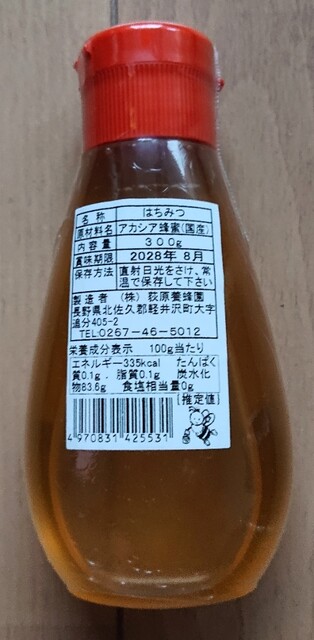 名称 はちみつ
原材料名 アカシア蜂蜜(国産)
内容量 300g
賞味期限 2028年 8月
保存方法 直射日光をさけ、常
温で保存して下さい
製造者 (株) 荻原養蜂園
長野県北佐久郡軽井沢町大字
追分405-2
TEL:0267-46-5012
栄養成分表示 100g当たり
エネルギー335kcal たんぱく
質0.1g 、脂質0.1g 炭水化
物83.6g 食塩相当量0g
[推定値]
4 970831 425531